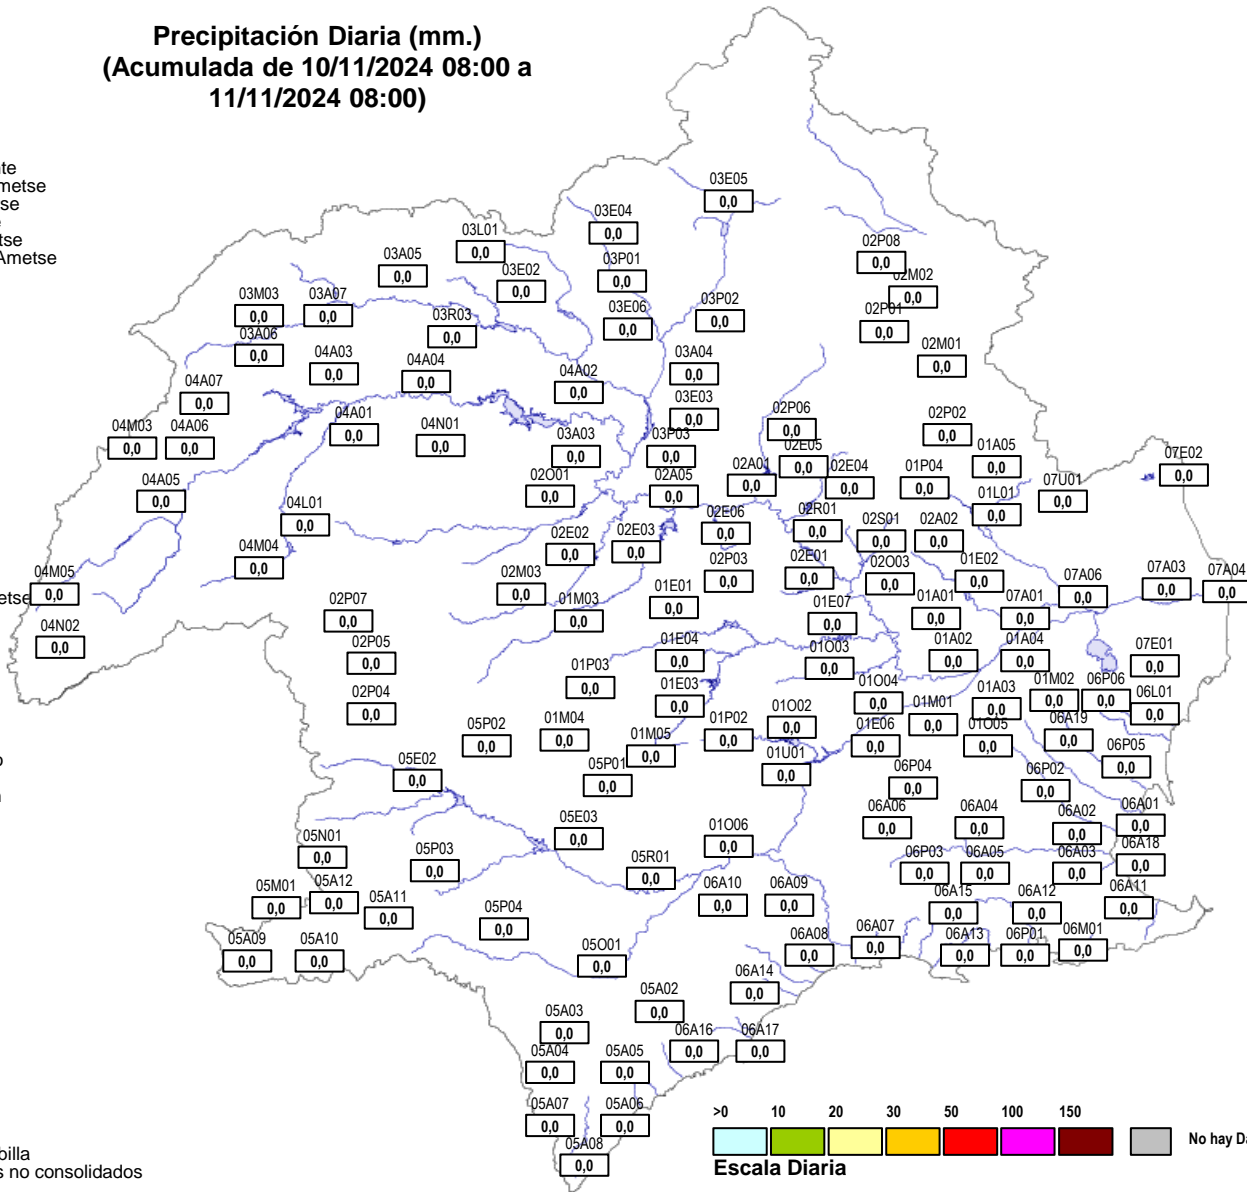 Precipitación Diaria (mm.)
(Acumulada de 10/11/2024 08:00 a
11/11/2024 08:00)
nte
metse
tse
e
tse
Ametse
etse
o
n
billa
s no consolidados
03E05
0,0
03E04
0,0
03L01
0,0
03A05
0,0
03P01
0,0
03E02
0,0
02P08
0,0
02M02
0,0
03M03
0,0
03A07
0,0
03R03
0,0
03E06
0,0
03P02
0,0
02P01
0,0
03A06
0,0
04A03
0,0
04A04
0,0
03A04
0,0
02M01
0,0
04A07
0,0
04A02
0,0
03E03
0,0
04M03
0,0
04A06
0,0
04A01
0,0
04N01
0,0
03A03
0,0
03P03
0,0
02P06
0,0
02P02
0,0
02E05
0,0
01A05
0,0
07E02
0,0
04A05
0,0
02O01
0,0
02A05
0,0
02A01
0,0
02E04
0,0
01P04
0,0
07U01
0,0
01L01
0,0
04L01
0,0
02E06
0,0
02R01
0,0
02S01
0,0
02A02
0,0
04M04
0,0
02E02
0,0
02E03
0,0
04M05
0,0
02M03
0,0
02P03
0,0
02E01
0,0
02O03
0,0
01E02
0,0
07A06
0,0
07A03
0,0
07A04
0,0
02P07
0,0
01M03
0,0
01E01
0,0
01E07
0,0
01A01
0,0
07A01
0,0
04N02
0,0
02P05
0,0
01E04
0,0
01O03
0,0
01A02
0,0
01A04
0,0
07E01
0,0
01P03
0,0
01E03
0,0
01O04
0,0
01A03
0,0
01M02
0,0
06P06
0,0
06L01
0,0
02P04
0,0
05P02
0,0
01M04
0,0
01M05
0,0
01P02
0,0
01O02
0,0
01E06
0,0
01M01
0,0
01O05
0,0
06A19
0,0
06P05
0,0
05E02
0,0
05P01
0,0
01U01
0,0
06P04
0,0
06P02
0,0
05E03
0,0
01O06
0,0
06A06
0,0
06A04
0,0
06A02
0,0
06A01
0,0
05N01
0,0
05P03
0,0
05R01
0,0
06P03
0,0
06A05
0,0
06A03
0,0
06A18
0,0
05M01
0,0
05A12
0,0
05A11
0,0
05P04
0,0
06A10
0,0
06A09
0,0
06A15
0,0
06A12
0,0
06A11
0,0
05A09
0,0
05A10
0,0
05O01
0,0
06A08
0,0
06A07
0,0
06A13
0,0
06P01
0,0
06M01
0,0
05A02
0,0
06A14
0,0
05A03
0,0
06A16
0,0
06A17
0,0
05A04
0,0
05A05
0,0
05A07
0,0
05A06
0,0
05A08
0,0
>0 10 20 30 50 100 150
No hay Da
Escala Diaria